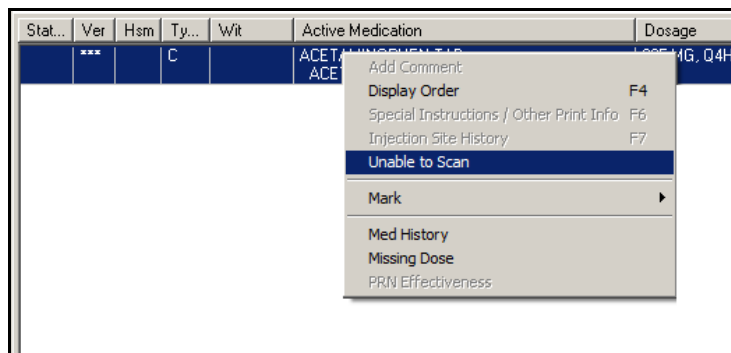 Stat... Ver Hsm Ty... Wit Active Medication Dosage
*** C
Add Comment
Display Order F4
Special Instructions / Other Print Info F6
Injection Site History F7
Unable to Scan
Mark
Med History
Missing Dose
PRN Effectiveness